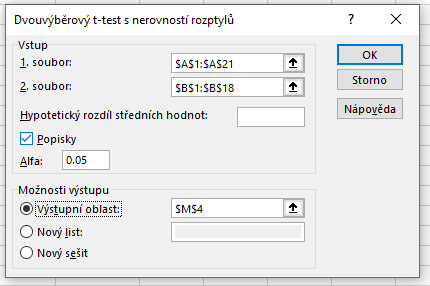 Dvouvýběrový t-test s nerovností rozptylů
? ×
Vstup
1. soubor: $A$1:$A$21
2. soubor: $B$1:$B$18
Hypotetický rozdíl středních hodnot:
Popisky
Alfa: 0.05
OK
Storno
Nápověda
Možnosti výstupu
Výstupní oblast: $M$4
Nový list:
Nový sešit